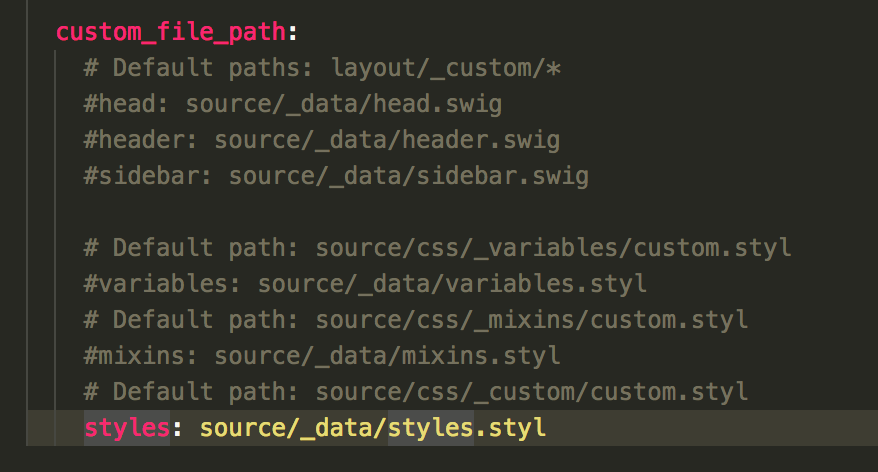 custom_file_path:
# Default paths: layout/_custom/*
#head: source/_data/head.swig
#header: source/_data/header.swig
#sidebar: source/_data/sidebar.swig
# Default path: source/css/_variables/custom.styl
#variables: source/_data/variables.styl
# Default path: source/css/_mixins/custom.styl
#mixins: source/_data/mixins.styl
# Default path: source/css/_custom/custom.styl
styles: source/_data/styles.styl